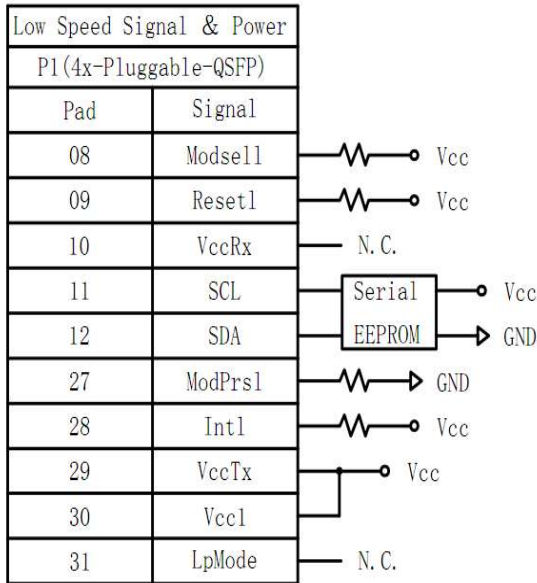 Low Speed Signal & Power
P1(4x-Pluggable-QSFP)
Pad Signal
08 Modsell Vcc
09 Resetl Vcc
10 VccRx N.C.
11 SCL Serial Vcc
12 SDA EEPROM GND
27 ModPrsl GND
28 Intl Vcc
29 VccTx Vcc
30 Vccl
31 LpMode N.C.